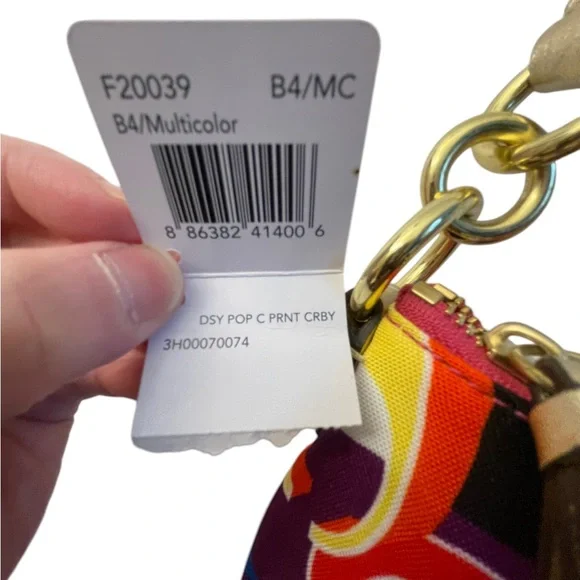 F20039 B4/MC
B4/Multicolor
8 86382 41400 6
DSY POP C PRNT CRBY
3H00070074